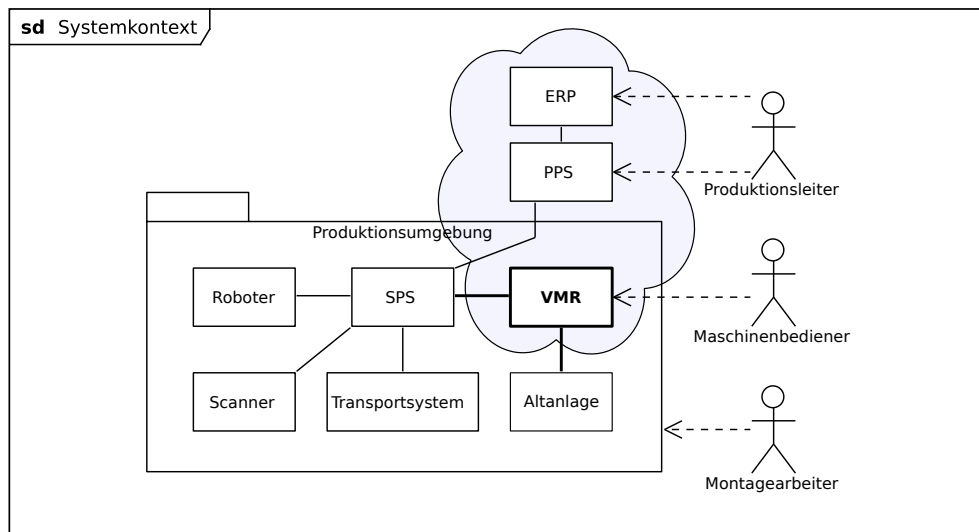 sd Systemkontext
ERP
PPS
Produktionsleiter
Produktionsumgebung
Roboter
SPS
VMR
Maschinenbediener
Scanner
Transportsystem
Altanlage
Montagearbeiter